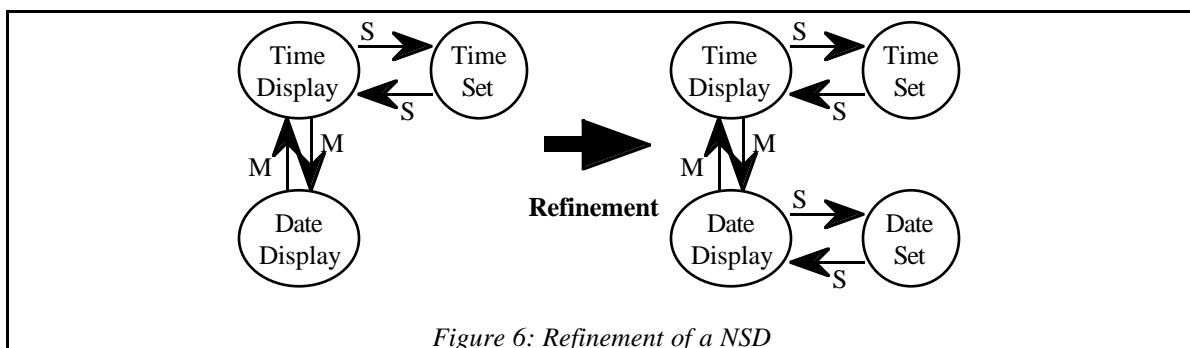 S
Time
Display
Time
Set
S
M
M
Date
Display
Refinement
S
Time
Display
Time
Set
S
M
M
S
Date
Display
Date
Set
S
Figure 6: Refinement of a NSD